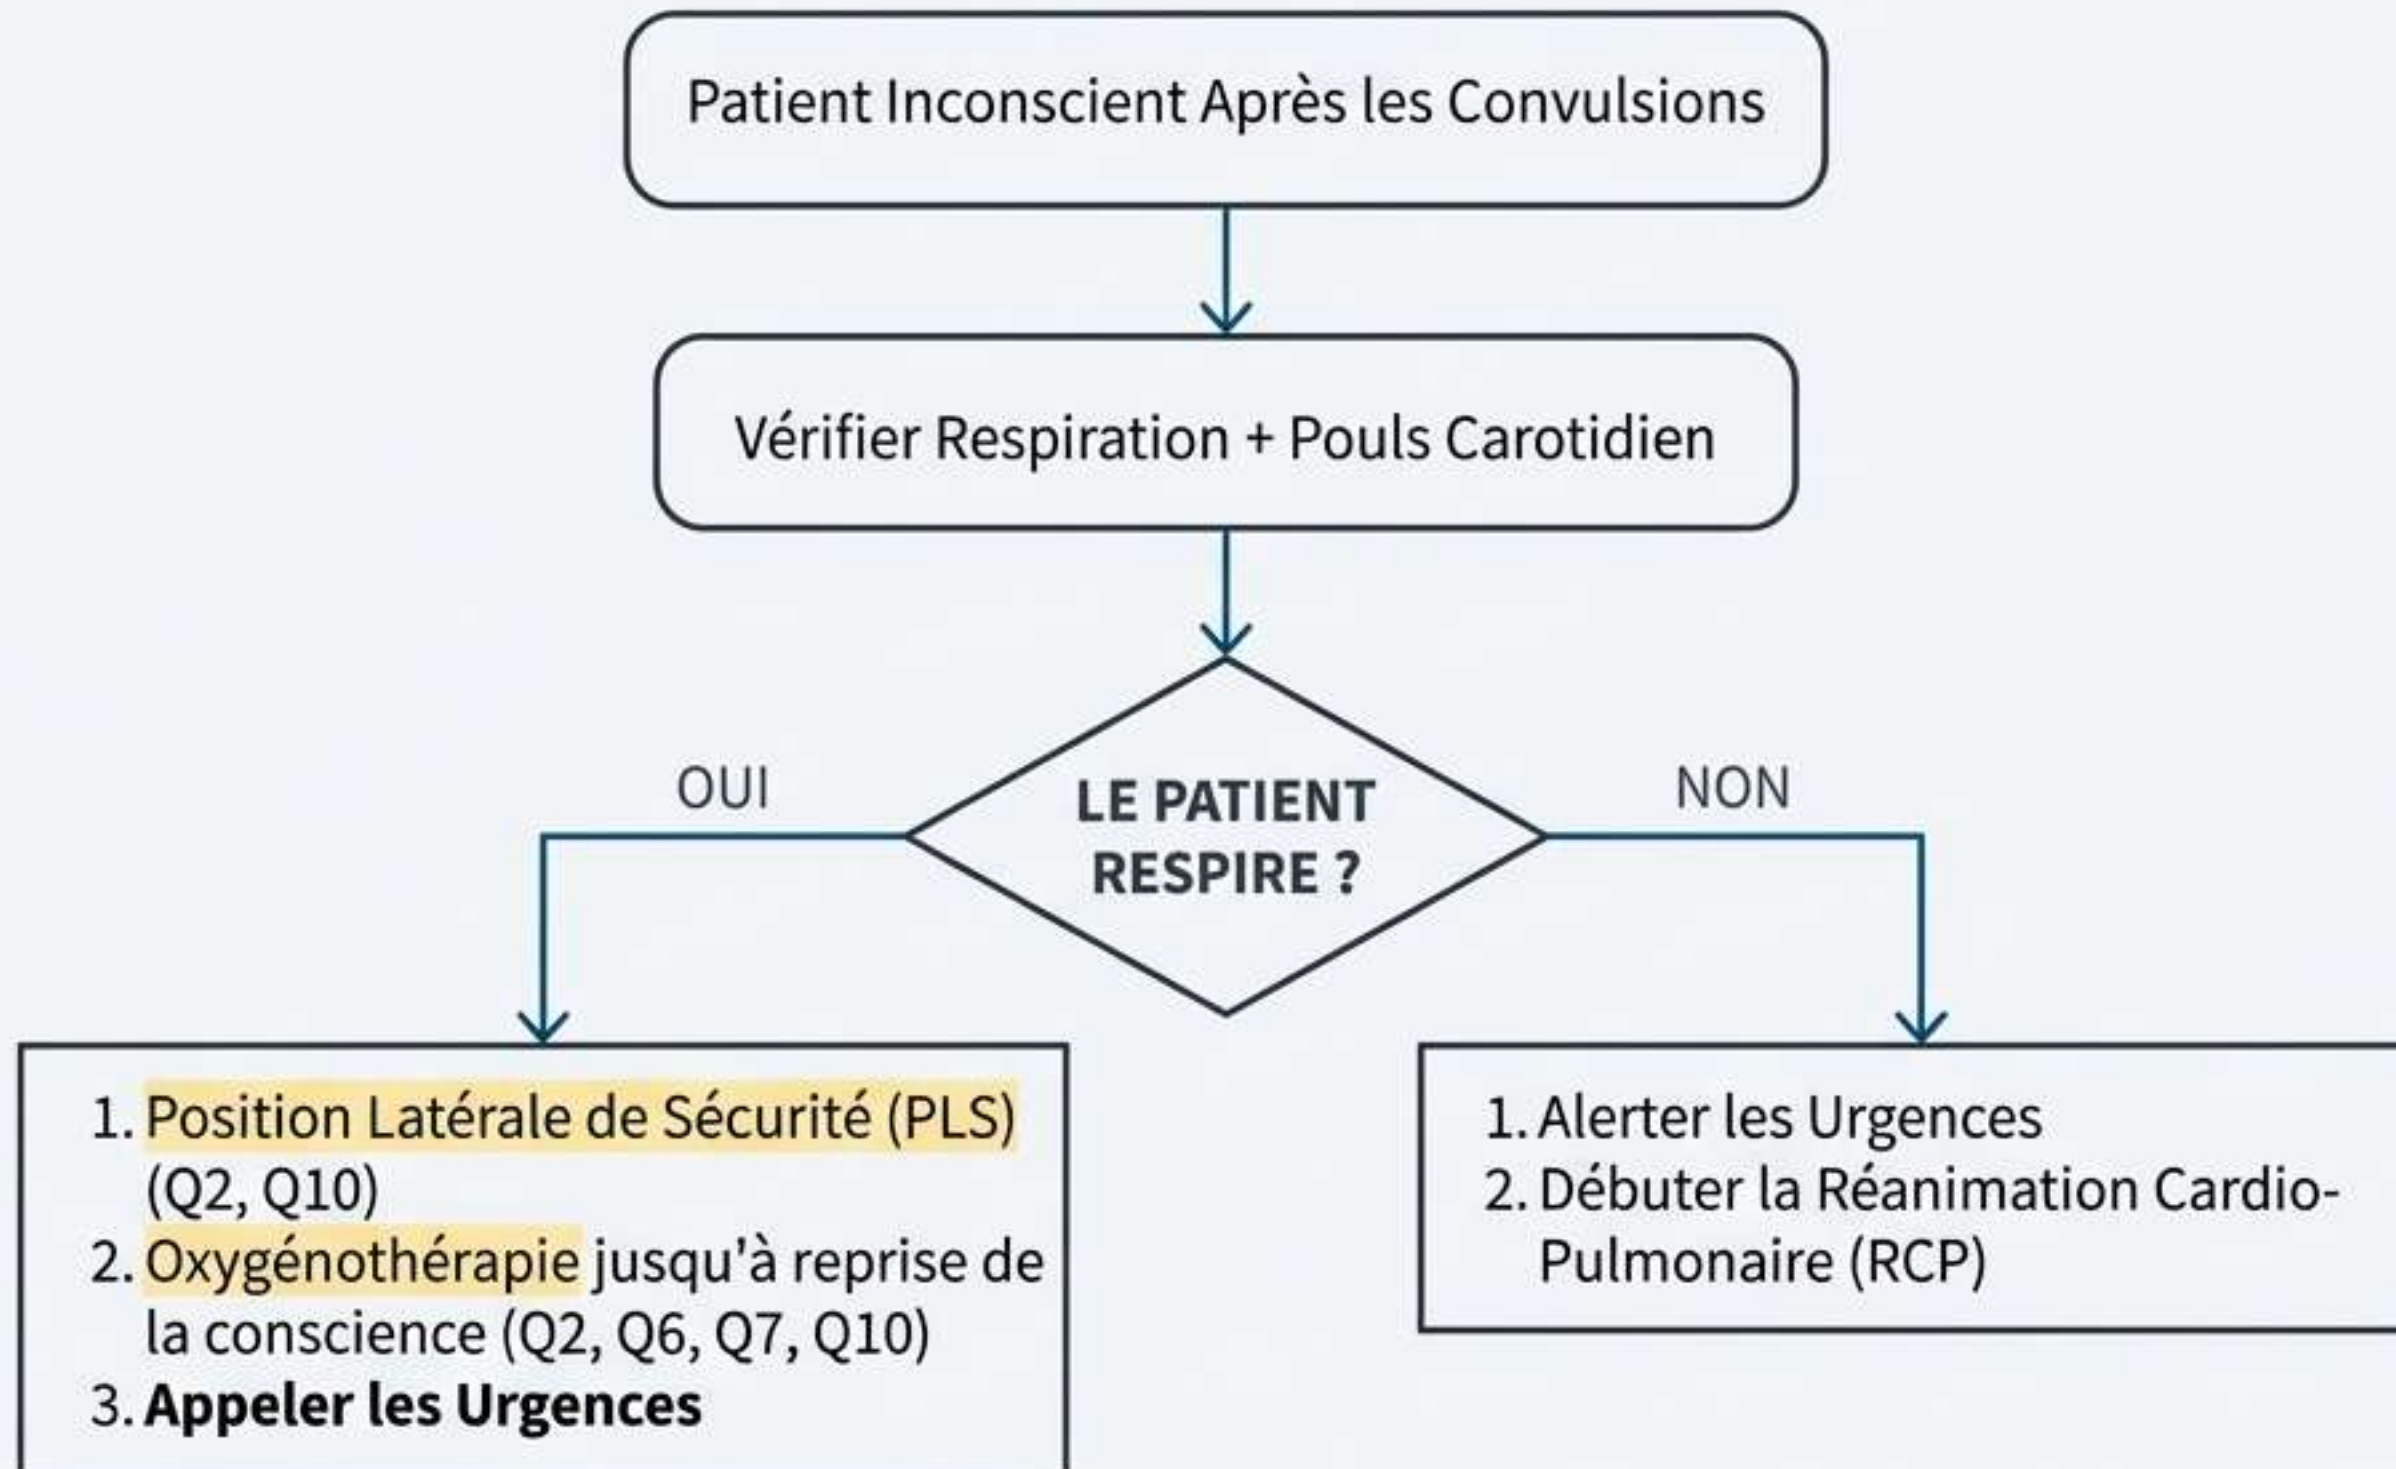 Patient Inconscient Après les Convulsions
Vérifier Respiration + Pouls Carotidien
LE PATIENT
RESPIRE ?
OUI
NON
1. Position Latérale de Sécurité (PLS)
(Q2, Q10)
2. Oxygénothérapie jusqu'à reprise de
la conscience (Q2, Q6, Q7, Q10)
3. Appeler les Urgences
1. Alerter les Urgences
2. Débuter la Réanimation Cardio-
Pulmonaire (RCP)